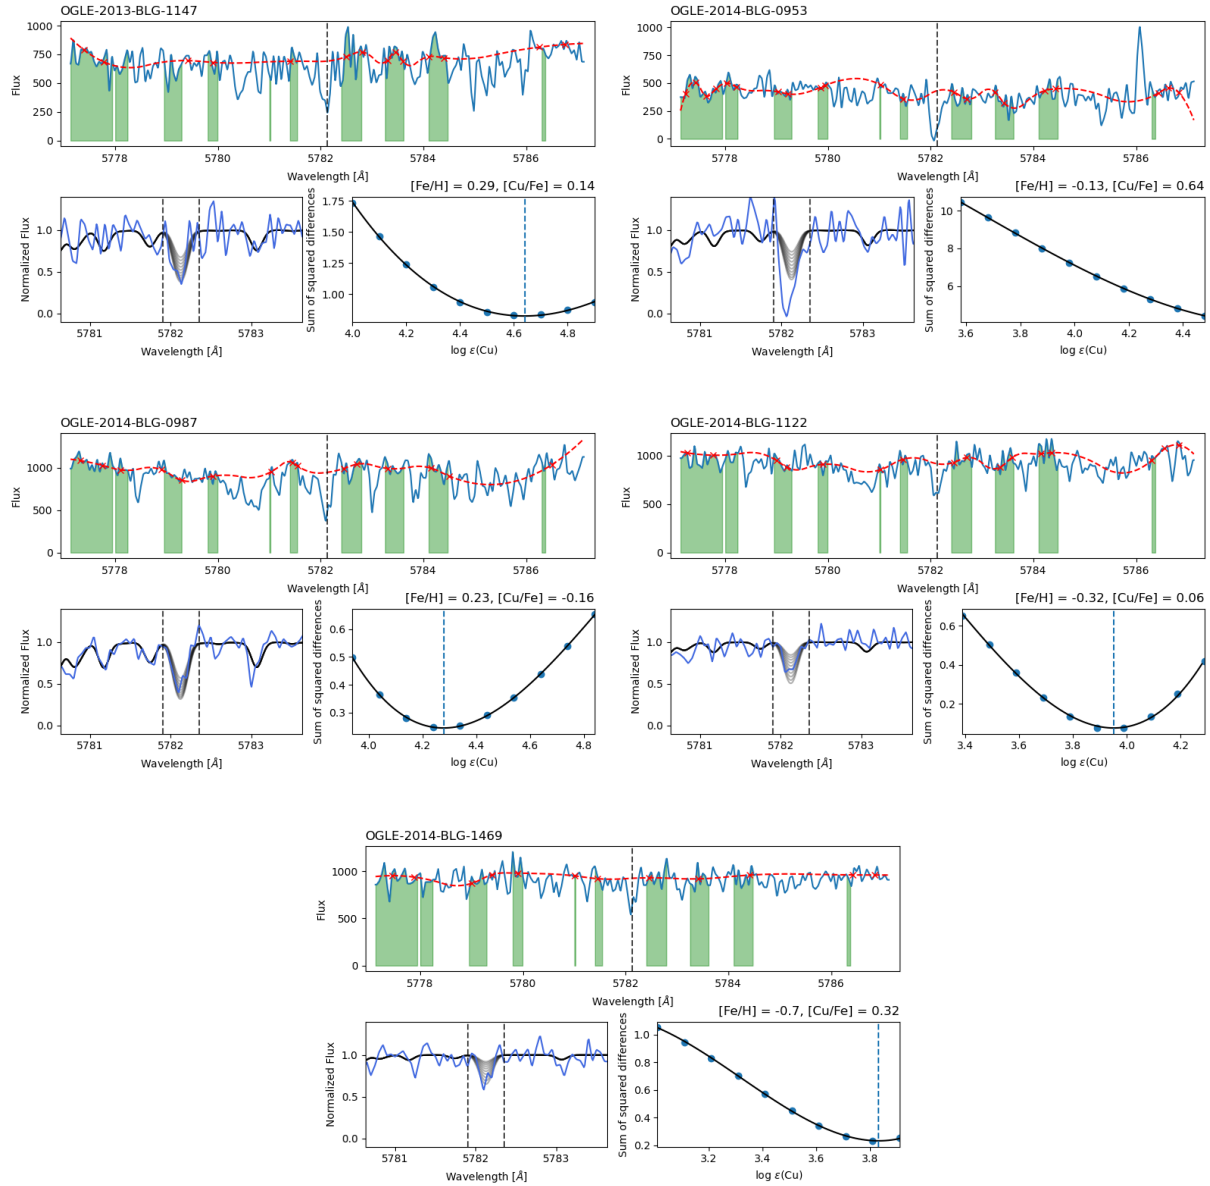 OGLE-2013-BLG-1147
1000
750
500
250
0
Flux
5778
5780
5782
5784
5786
Wavelength [Å]
[Fe/H] = 0.29, [Cu/Fe] = 0.14
1.0
0.5
0.0
Normalized Flux
5781
5782
5783
Wavelength [Å]
1.75
1.50
1.25
1.00
Sum of squared differences
4.0
4.2
4.4
4.6
4.8
log ε(Cu)
OGLE-2014-BLG-0953
1000
750
500
250
0
Flux
5778
5780
5782
5784
5786
Wavelength [Å]
[Fe/H] = -0.13, [Cu/Fe] = 0.64
1.0
0.5
0.0
Normalized Flux
5781
5782
5783
Wavelength [Å]
10
8
6
Sum of squared differences
3.6
3.8
4.0
4.2
4.4
log ε(Cu)
OGLE-2014-BLG-0987
1000
500
0
Flux
5778
5780
5782
5784
5786
Wavelength [Å]
[Fe/H] = 0.23, [Cu/Fe] = -0.16
1.0
0.5
0.0
Normalized Flux
5781
5782
5783
Wavelength [Å]
0.6
0.5
0.4
0.3
Sum of squared differences
4.0
4.2
4.4
4.6
4.8
log ε(Cu)
OGLE-2014-BLG-1122
1000
500
0
Flux
5778
5780
5782
5784
5786
Wavelength [Å]
[Fe/H] = -0.32, [Cu/Fe] = 0.06
1.0
0.5
0.0
Normalized Flux
5781
5782
5783
Wavelength [Å]
0.6
0.4
0.2
Sum of squared differences
3.4
3.6
3.8
4.0
4.2
log ε(Cu)
OGLE-2014-BLG-1469
1000
500
0
Flux
5778
5780
5782
5784
5786
Wavelength [Å]
[Fe/H] = -0.7, [Cu/Fe] = 0.32
1.0
0.5
0.0
Normalized Flux
5781
5782
5783
Wavelength [Å]
1.0
0.8
0.6
0.4
0.2
Sum of squared differences
3.2
3.4
3.6
3.8
log ε(Cu)